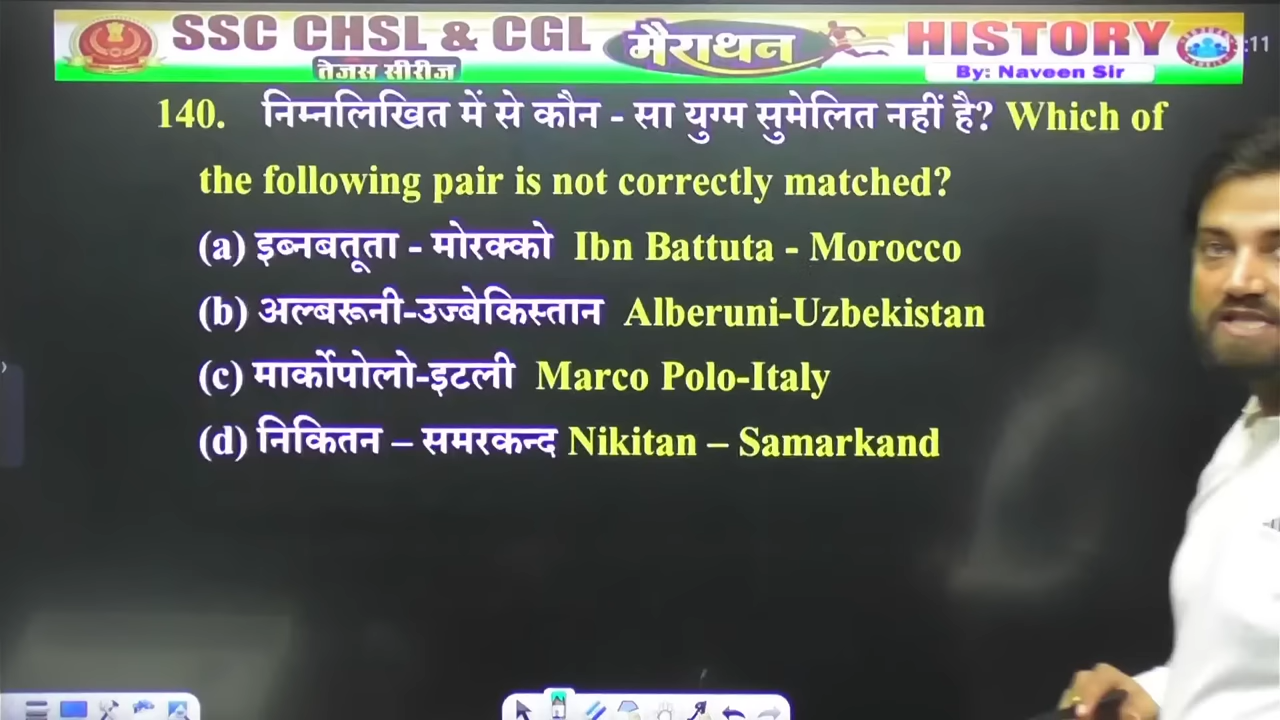 SSC CHSL & CGL मैराथन HISTORY
:11
तेजस सीरीज
By: Naveen Sir
140. निम्नलिखित में से कौन - सा युग्म सुमेलित नहीं है? Which of
the following pair is not correctly matched?
(a) इब्नबतूता - मोरक्को Ibn Battuta - Morocco
(b) अल्बरूनी-उज्बेकिस्तान Alberuni-Uzbekistan
(c) मार्कोपोलो-इटली Marco Polo-Italy
(d) निकितन – समरकन्द Nikitan – Samarkand